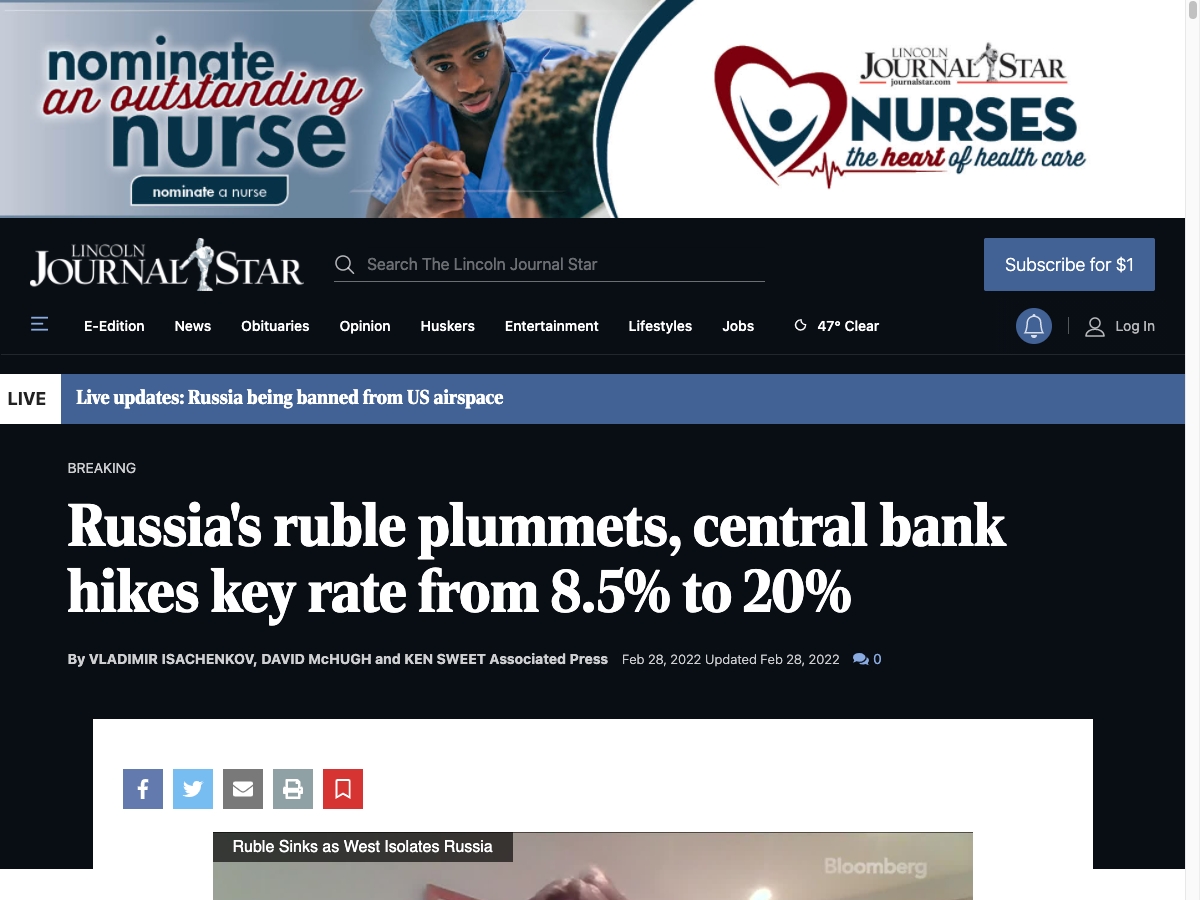 nominate
an outstanding
nurse
nominate a nurse
LINCOLN
JOURNAL STAR
journalstar.com
NURSES
the heart of health care
LINCOLN
JOURNAL STAR
Search The Lincoln Journal Star
Subscribe for $1
E-Edition News Obituaries Opinion Huskers Entertainment Lifestyles Jobs 47° Clear Log In
LIVE Live updates: Russia being banned from US airspace
BREAKING
Russia's ruble plummets, central bank
hikes key rate from 8.5% to 20%
By VLADIMIR ISACHENKOV, DAVID McHUGH and KEN SWEET Associated Press Feb 28, 2022 Updated Feb 28, 2022 0
Ruble Sinks as West Isolates Russia
Bloomberg